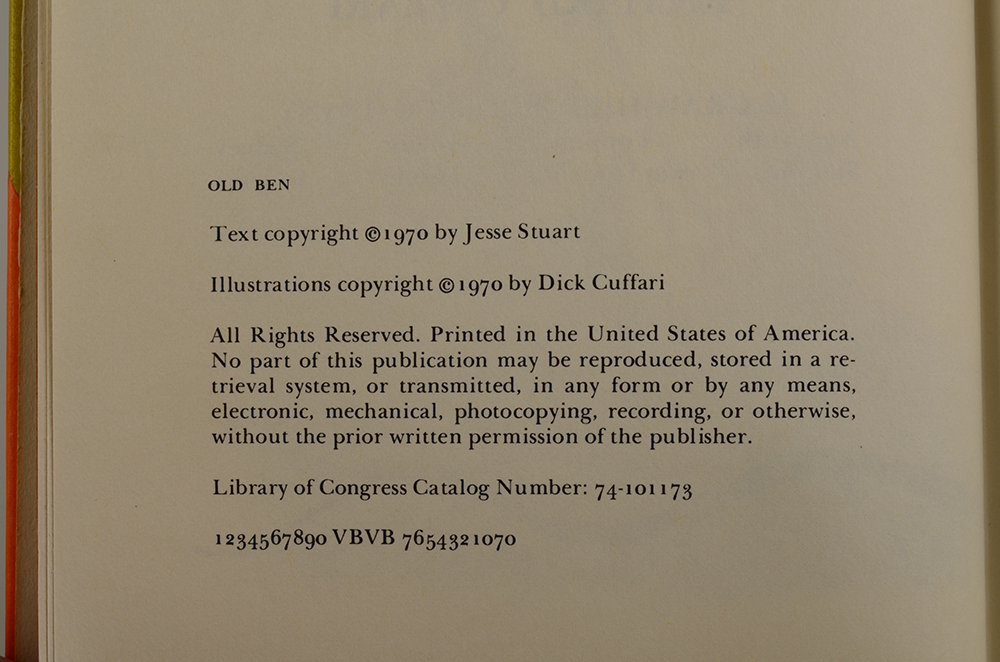 OLD BEN
Text copyright ©1970 by Jesse Stuart
Illustrations copyright ©1970 by Dick Cuffari
All Rights Reserved. Printed in the United States of America.
No part of this publication may be reproduced, stored in a re-
trieval system, or transmitted, in any form or by any means,
electronic, mechanical, photocopying, recording, or otherwise,
without the prior written permission of the publisher.
Library of Congress Catalog Number: 74-101173
1234567890 VBVB 7654321070